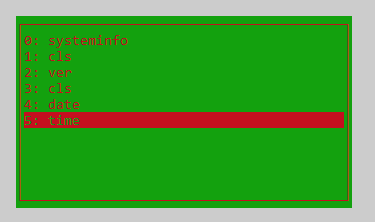 0: systeminfo
1: cls
2: ver
3: cls
4: date
5: time